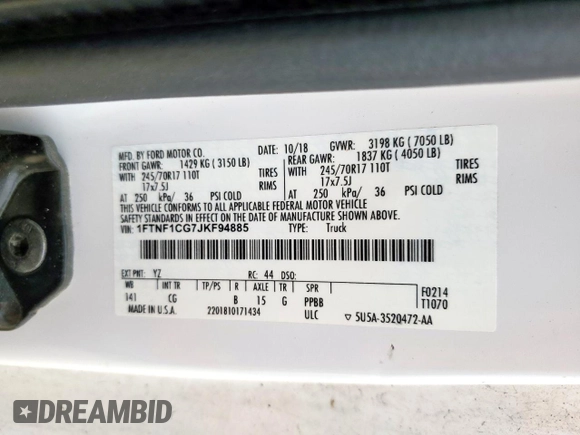 MFD. BY FORD MOTOR CO.
DATE: 10/18 GVWR: 3198 KG ( 7050 LB)
FRONT GAWR: 1429 KG ( 3150 LB) REAR GAWR: 1837 KG ( 4050 LB)
WITH 245/70R17 110T TIRES WITH 245/70R17 110T TIRES
17x7.5J RIMS 17x7.5J RIMS
AT 250 kPa/ 36 PSI COLD AT 250 kPa/ 36 PSI COLD
THIS VEHICLE CONFORMS TO ALL APPLICABLE FEDERAL MOTOR VEHICLE
SAFETY STANDARDS IN EFFECT ON THE DATE OF MANUFACTURE SHOWN ABOVE.
VIN: 1FTNF1CG7JKF94885 TYPE: Truck
EXT PNT: YZ RC: 44 DSO:
WB INT TR TP/PS R AXLE TR SPR
141 CG B 15 G PPBB
F0214
T1070
MADE IN U.S.A. 2201810171434 ULC
▽ 5U5A-3520472-AA
DREAMBID